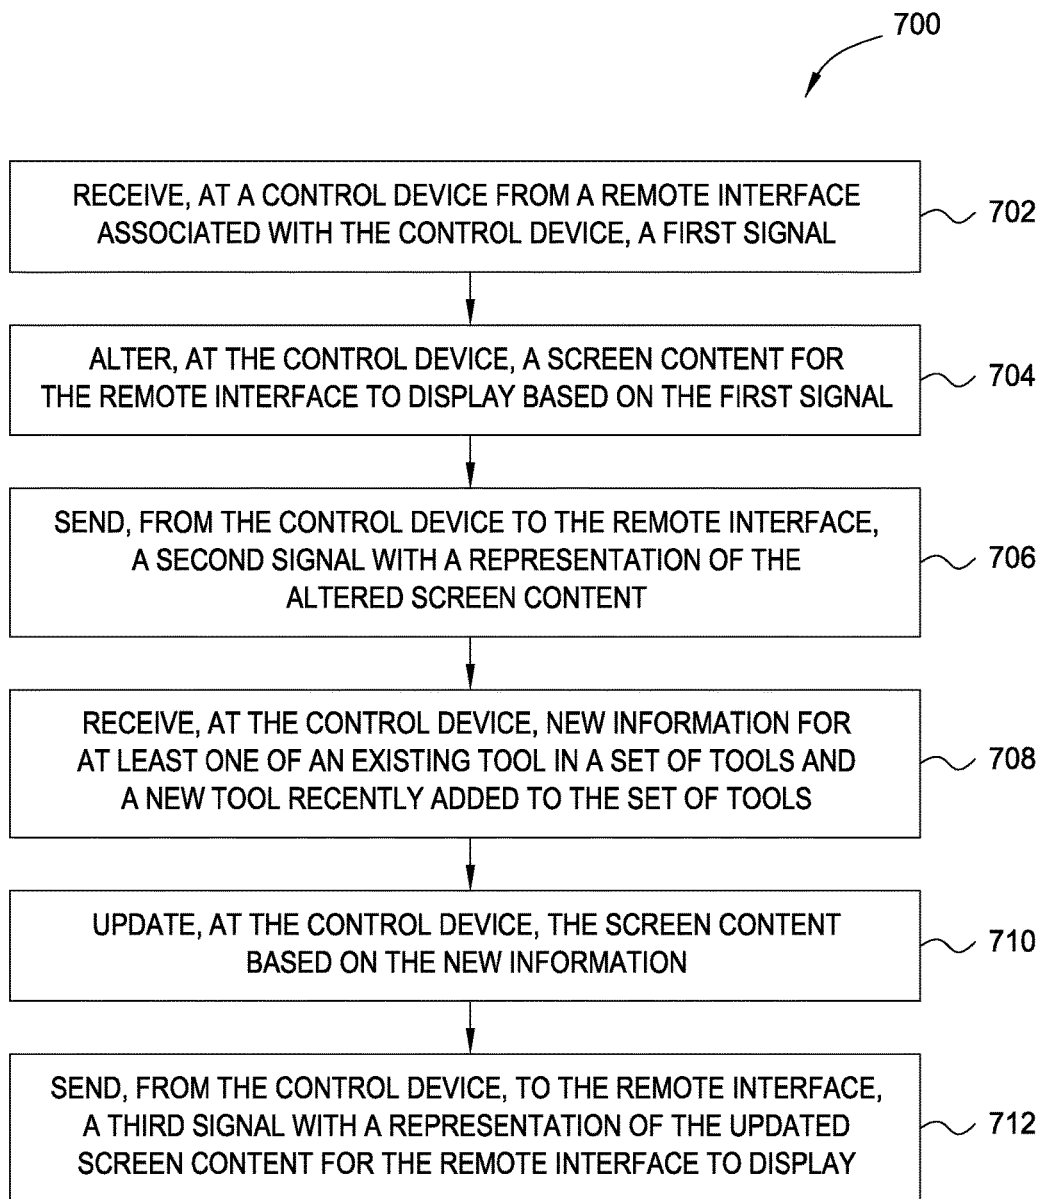 700
RECEIVE, AT A CONTROL DEVICE FROM A REMOTE INTERFACE
ASSOCIATED WITH THE CONTROL DEVICE, A FIRST SIGNAL
702
ALTER, AT THE CONTROL DEVICE, A SCREEN CONTENT FOR
THE REMOTE INTERFACE TO DISPLAY BASED ON THE FIRST SIGNAL
704
SEND, FROM THE CONTROL DEVICE TO THE REMOTE INTERFACE,
A SECOND SIGNAL WITH A REPRESENTATION OF THE
ALTERED SCREEN CONTENT
706
RECEIVE, AT THE CONTROL DEVICE, NEW INFORMATION FOR
AT LEAST ONE OF AN EXISTING TOOL IN A SET OF TOOLS AND
A NEW TOOL RECENTLY ADDED TO THE SET OF TOOLS
708
UPDATE, AT THE CONTROL DEVICE, THE SCREEN CONTENT
BASED ON THE NEW INFORMATION
710
SEND, FROM THE CONTROL DEVICE, TO THE REMOTE INTERFACE,
A THIRD SIGNAL WITH A REPRESENTATION OF THE UPDATED
SCREEN CONTENT FOR THE REMOTE INTERFACE TO DISPLAY
712